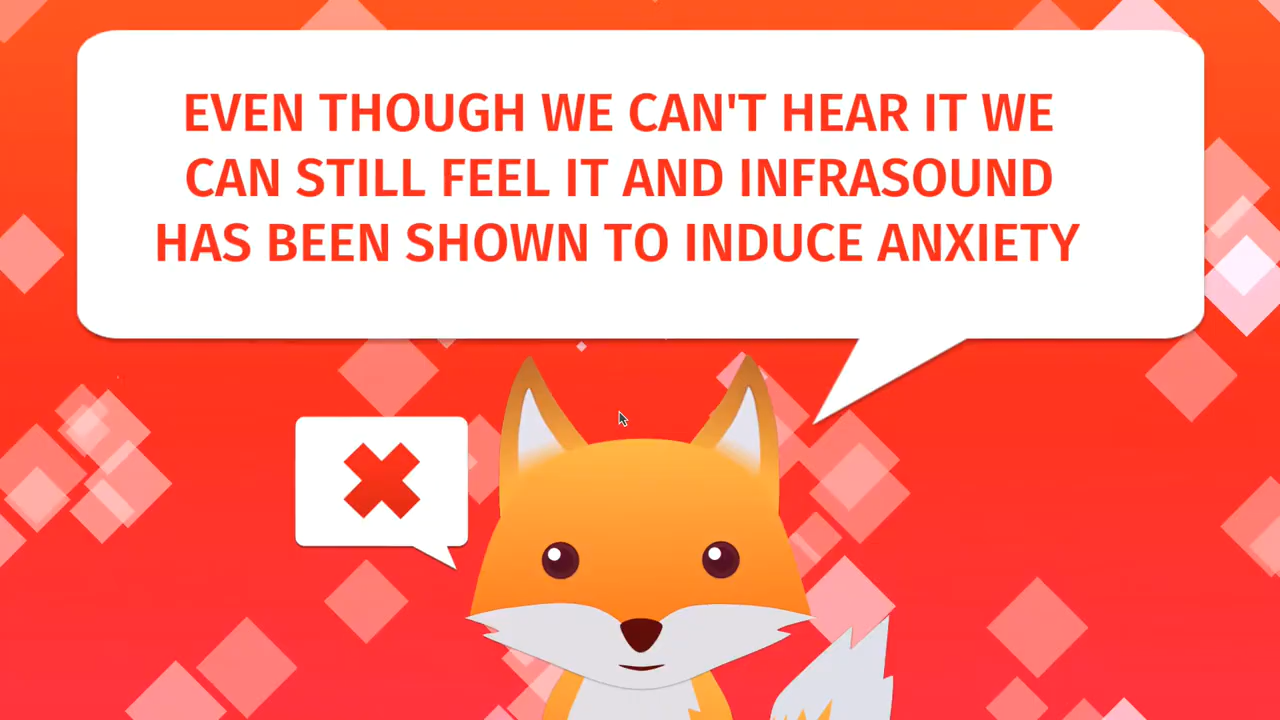 EVEN THOUGH WE CAN'T HEAR IT WE
CAN STILL FEEL IT AND INFRASOUND
HAS BEEN SHOWN TO INDUCE ANXIETY